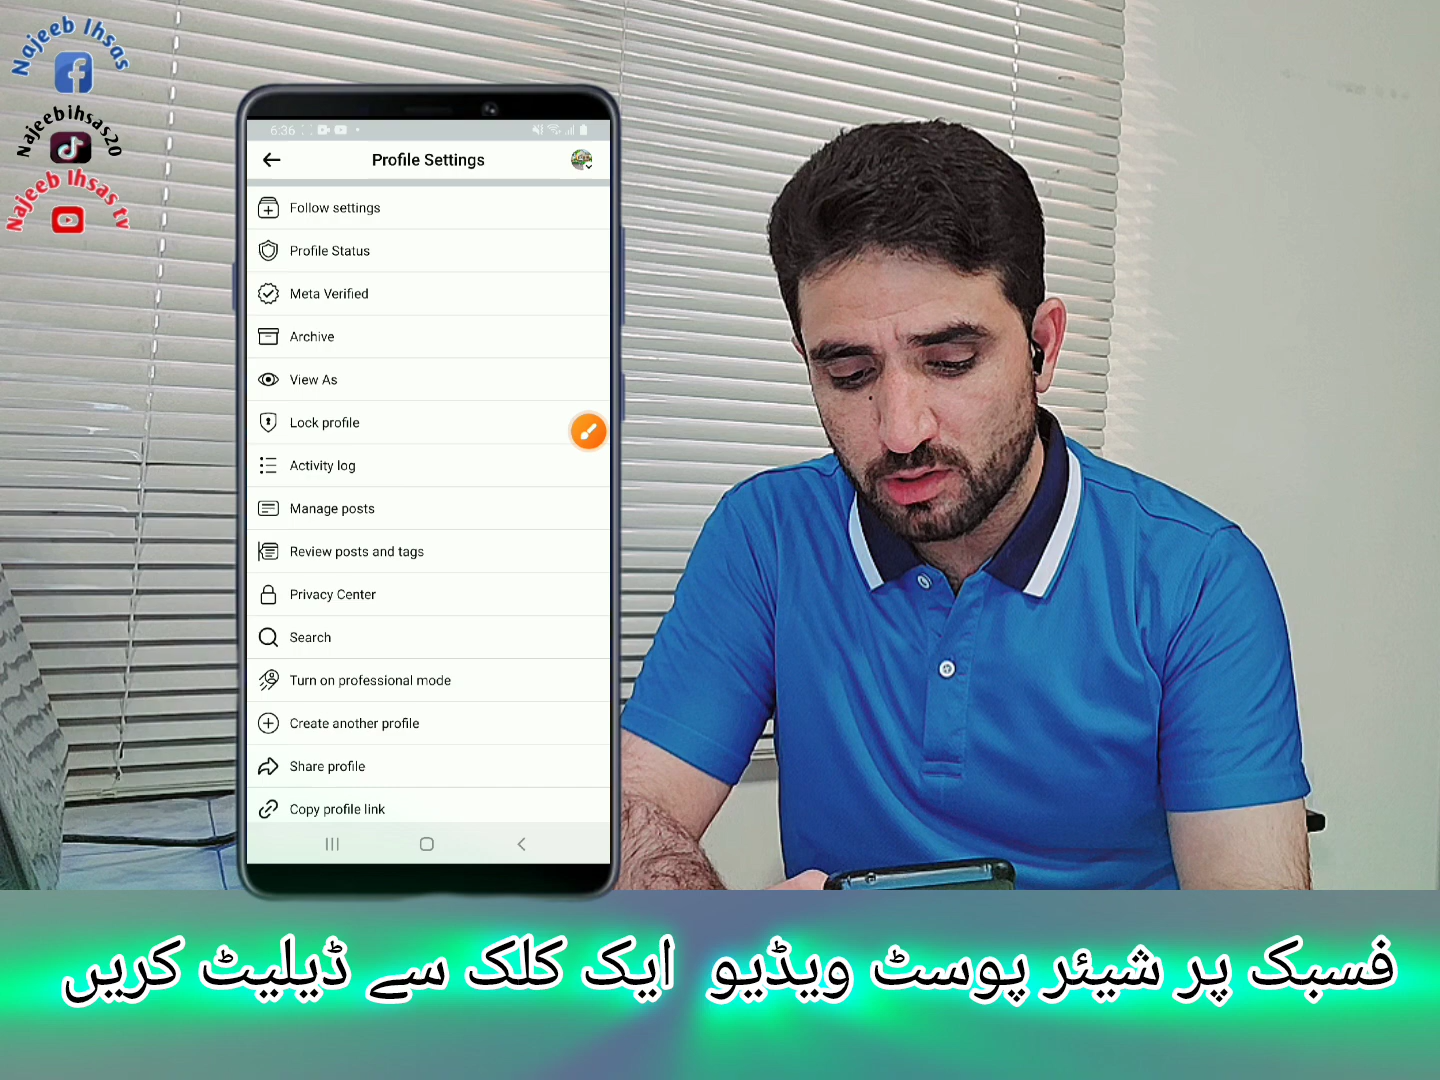 Najeeb Ihsas
Najeebihsas20
Najeeb Ihsas tv
6:36
Profile Settings
Follow settings
Profile Status
Meta Verified
Archive
View As
Lock profile
Activity log
Manage posts
Review posts and tags
Privacy Center
Search
Turn on professional mode
Create another profile
Share profile
Copy profile link
فسبک پر شیئر پوسٹ ویڈیو ایک کلک سے ڈیلیٹ کریں